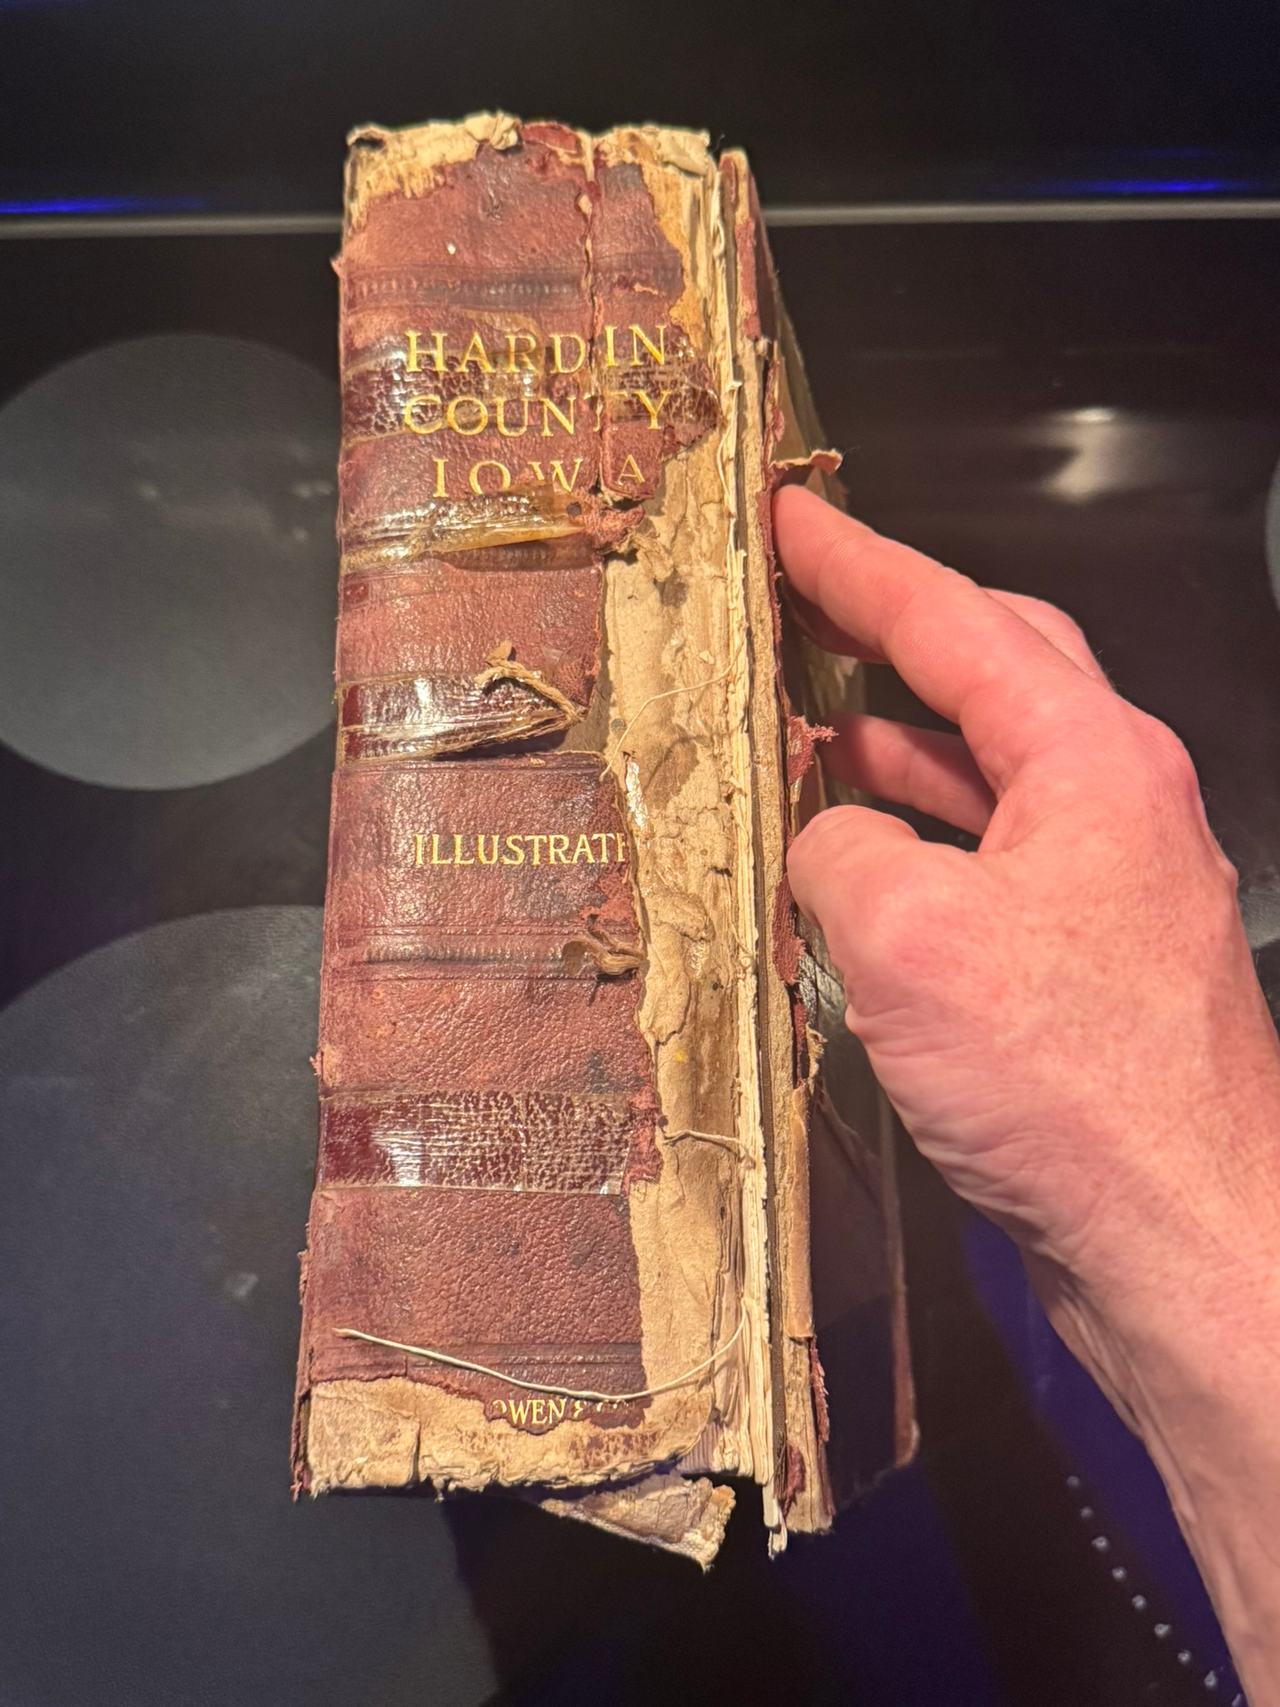 HARDIN
COUNTY
IOWA
ILLUSTRATE
OWEN &